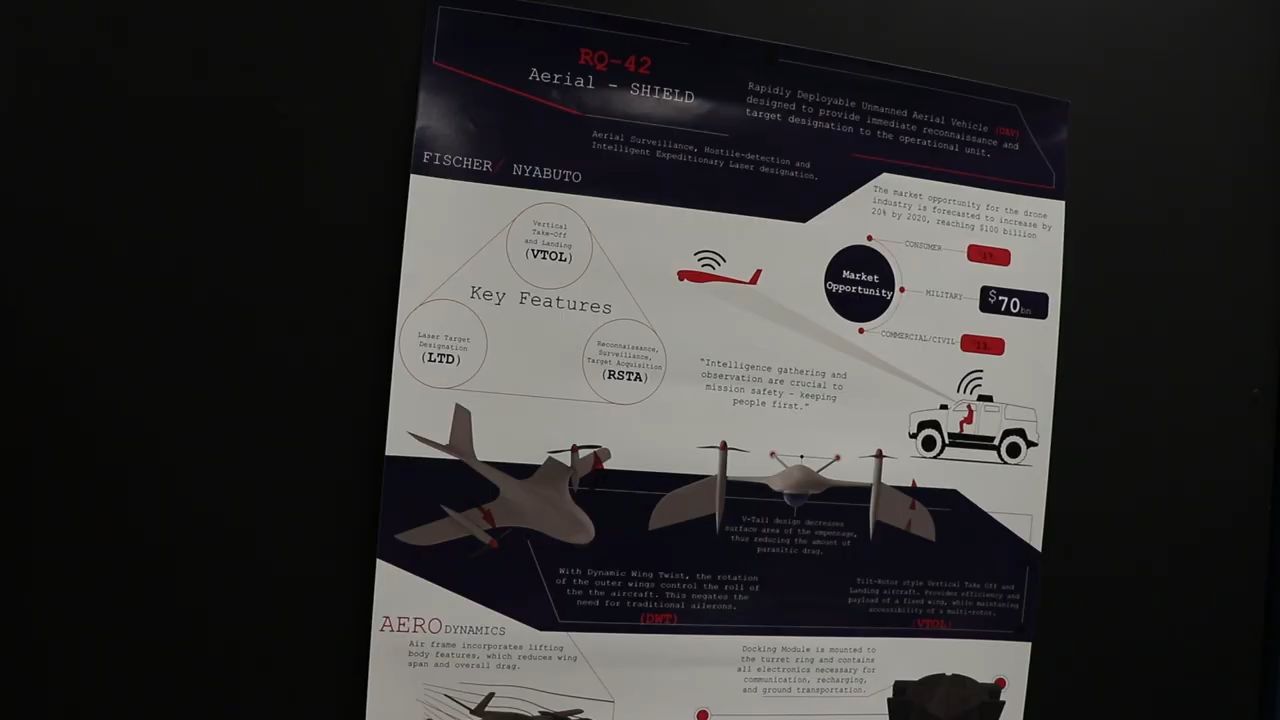 RQ-42
Aerial - SHIELD
Rapidly Deployable Unmanned Aerial Vehicle (UAV)
designed to provide immediate reconnaissance and
target designation to the operational unit.
Aerial Surveillance, Hostile-detection and
Intelligent Expeditionary Laser designation.
FISCHER/ NYABUTO
The market opportunity for the drone
industry is forecasted to increase by
20% by 2020, reaching $100 billion
Vertical
Take-Off
and Landing
(VTOL)
Key Features
Laser Target
Designation
(LTD)
Reconnaissance,
Surveillance,
Target Acquisition
(RSTA)
Market
Opportunity
CONSUMER
MILITARY
$70bn
COMMERCIAL/CIVIL
"Intelligence gathering and
observation are crucial to
mission safety - keeping
people first."
V-Tail design decreases
surface area of the empennage,
thus reducing the amount of
parasitic drag.
With Dynamic Wing Twist, the rotation
of the outer wings control the roll of
the the aircraft. This negates the
need for traditional ailerons.
(DWT)
Tilt-Rotor style Vertical Take Off and
Landing aircraft. Provides efficiency and
payload of a fixed wing, while maintaining
accessibility of a multi-rotor.
(VTOL)
AERODYNAMICS
Air frame incorporates lifting
body features, which reduces wing
span and overall drag.
Docking Module is mounted to
the turret ring and contains
all electronics necessary for
communication, recharging,
and ground transportation.